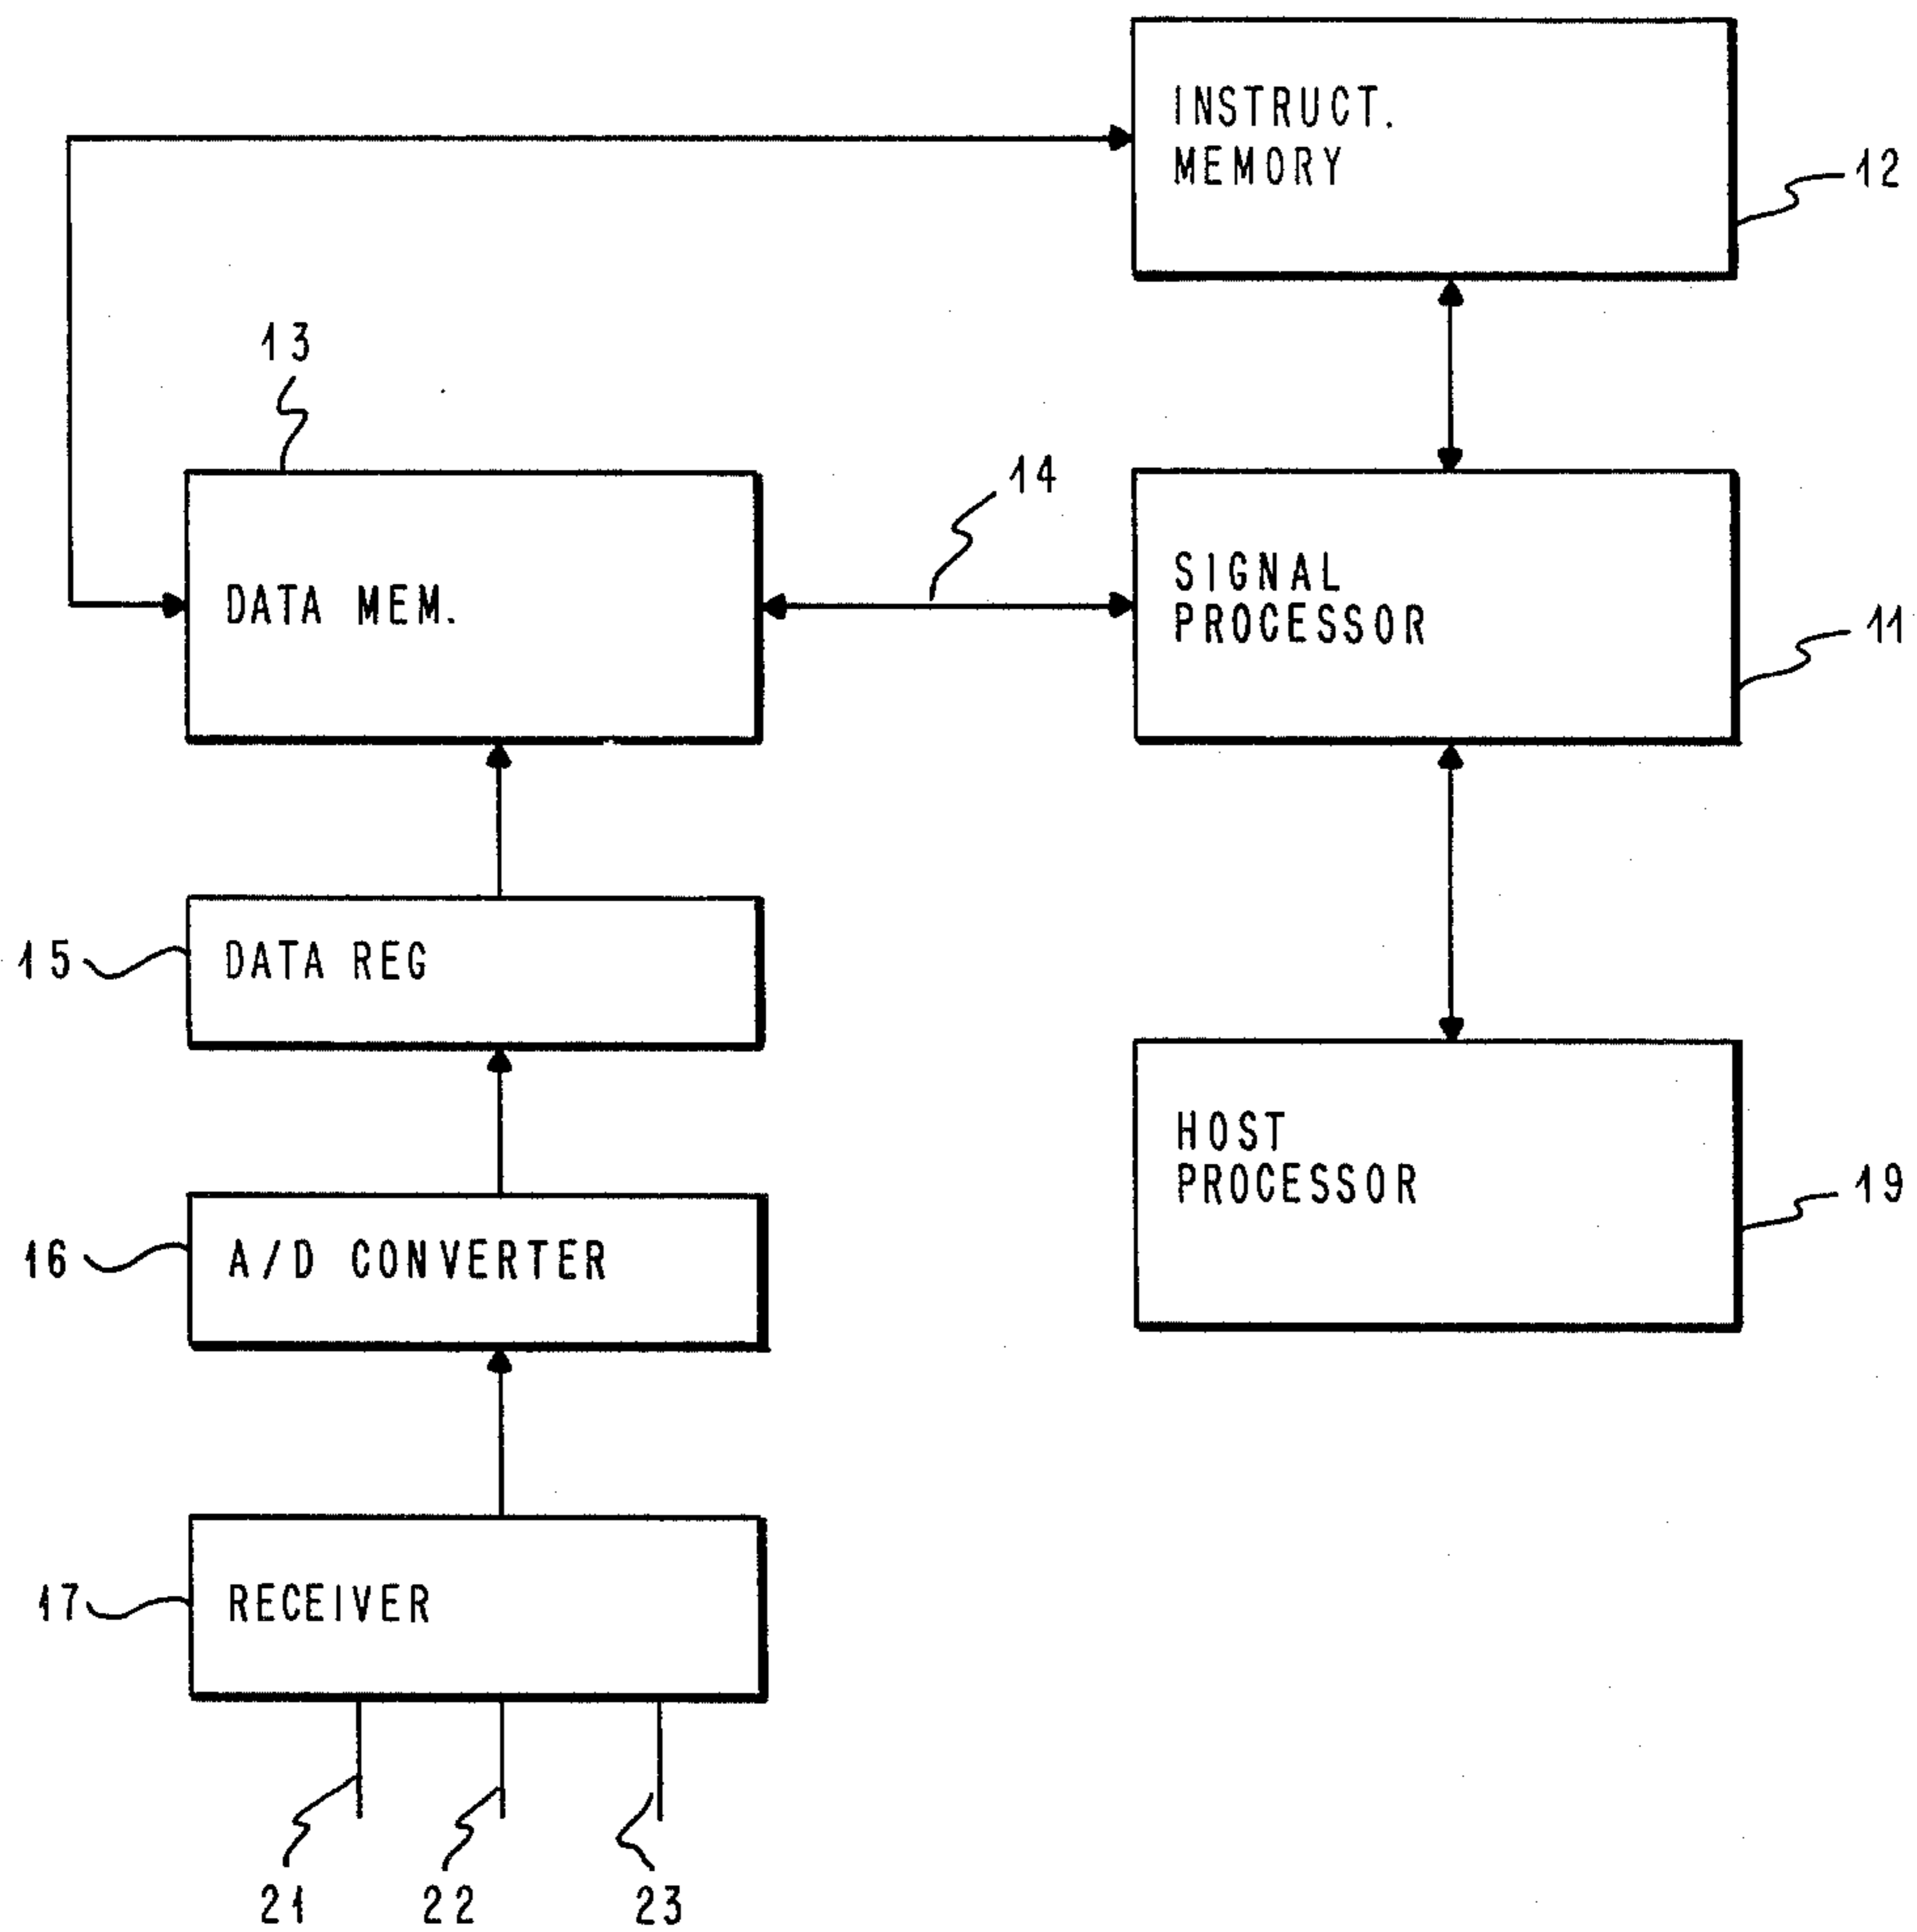 INSTRUCT.
MEMORY
12
13
14
DATA MEM.
SIGNAL
PROCESSOR
11
15
DATA REG
HOST
PROCESSOR
19
16
A/D CONVERTER
17
RECEIVER
21
22
23